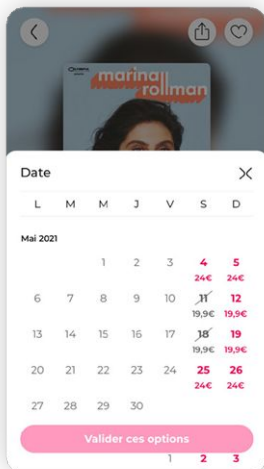 marina
rollman
Date
L M M J V S D
Mai 2021
1 2 3 4 5
24€ 24€
6 7 8 9 10 11 12
19,9€ 19,9€
13 14 15 16 17 18 19
19,9€ 19,9€
20 21 22 23 24 25 26
24€ 26€
27 28 29 30
Valider ces options
1 2 3